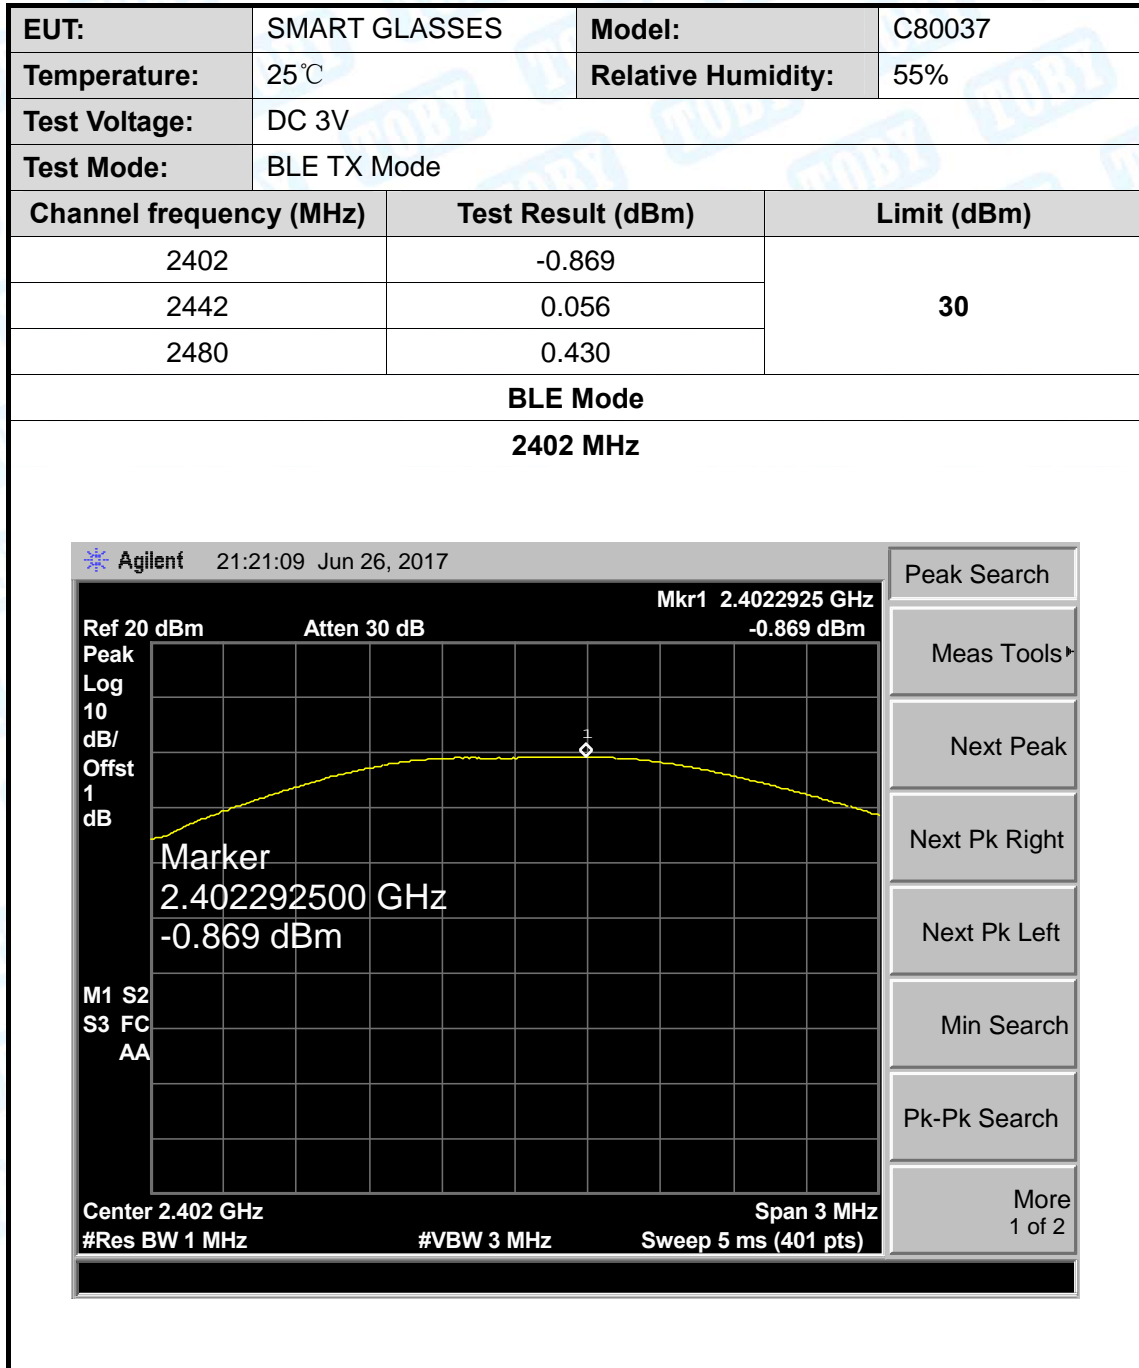 EUT: SMART GLASSES Model: C80037
Temperature: 25℃ Relative Humidity: 55%
Test Voltage: DC 3V
Test Mode: BLE TX Mode
Channel frequency (MHz) Test Result (dBm) Limit (dBm)
2402 -0.869
2442 0.056 30
2480 0.430
BLE Mode
2402 MHz
Agilent 21:21:09 Jun 26, 2017
Peak Search
Mkr1 2.4022925 GHz
Ref 20 dBm Atten 30 dB -0.869 dBm
Peak
Log
10
dB/
Offst
1
dB
1
Marker
2.402292500 GHz
-0.869 dBm
M1 S2
S3 FC
AA
Center 2.402 GHz Span 3 MHz
#Res BW 1 MHz #VBW 3 MHz Sweep 5 ms (401 pts)
Meas Tools
Next Peak
Next Pk Right
Next Pk Left
Min Search
Pk-Pk Search
More
1 of 2
TOBY